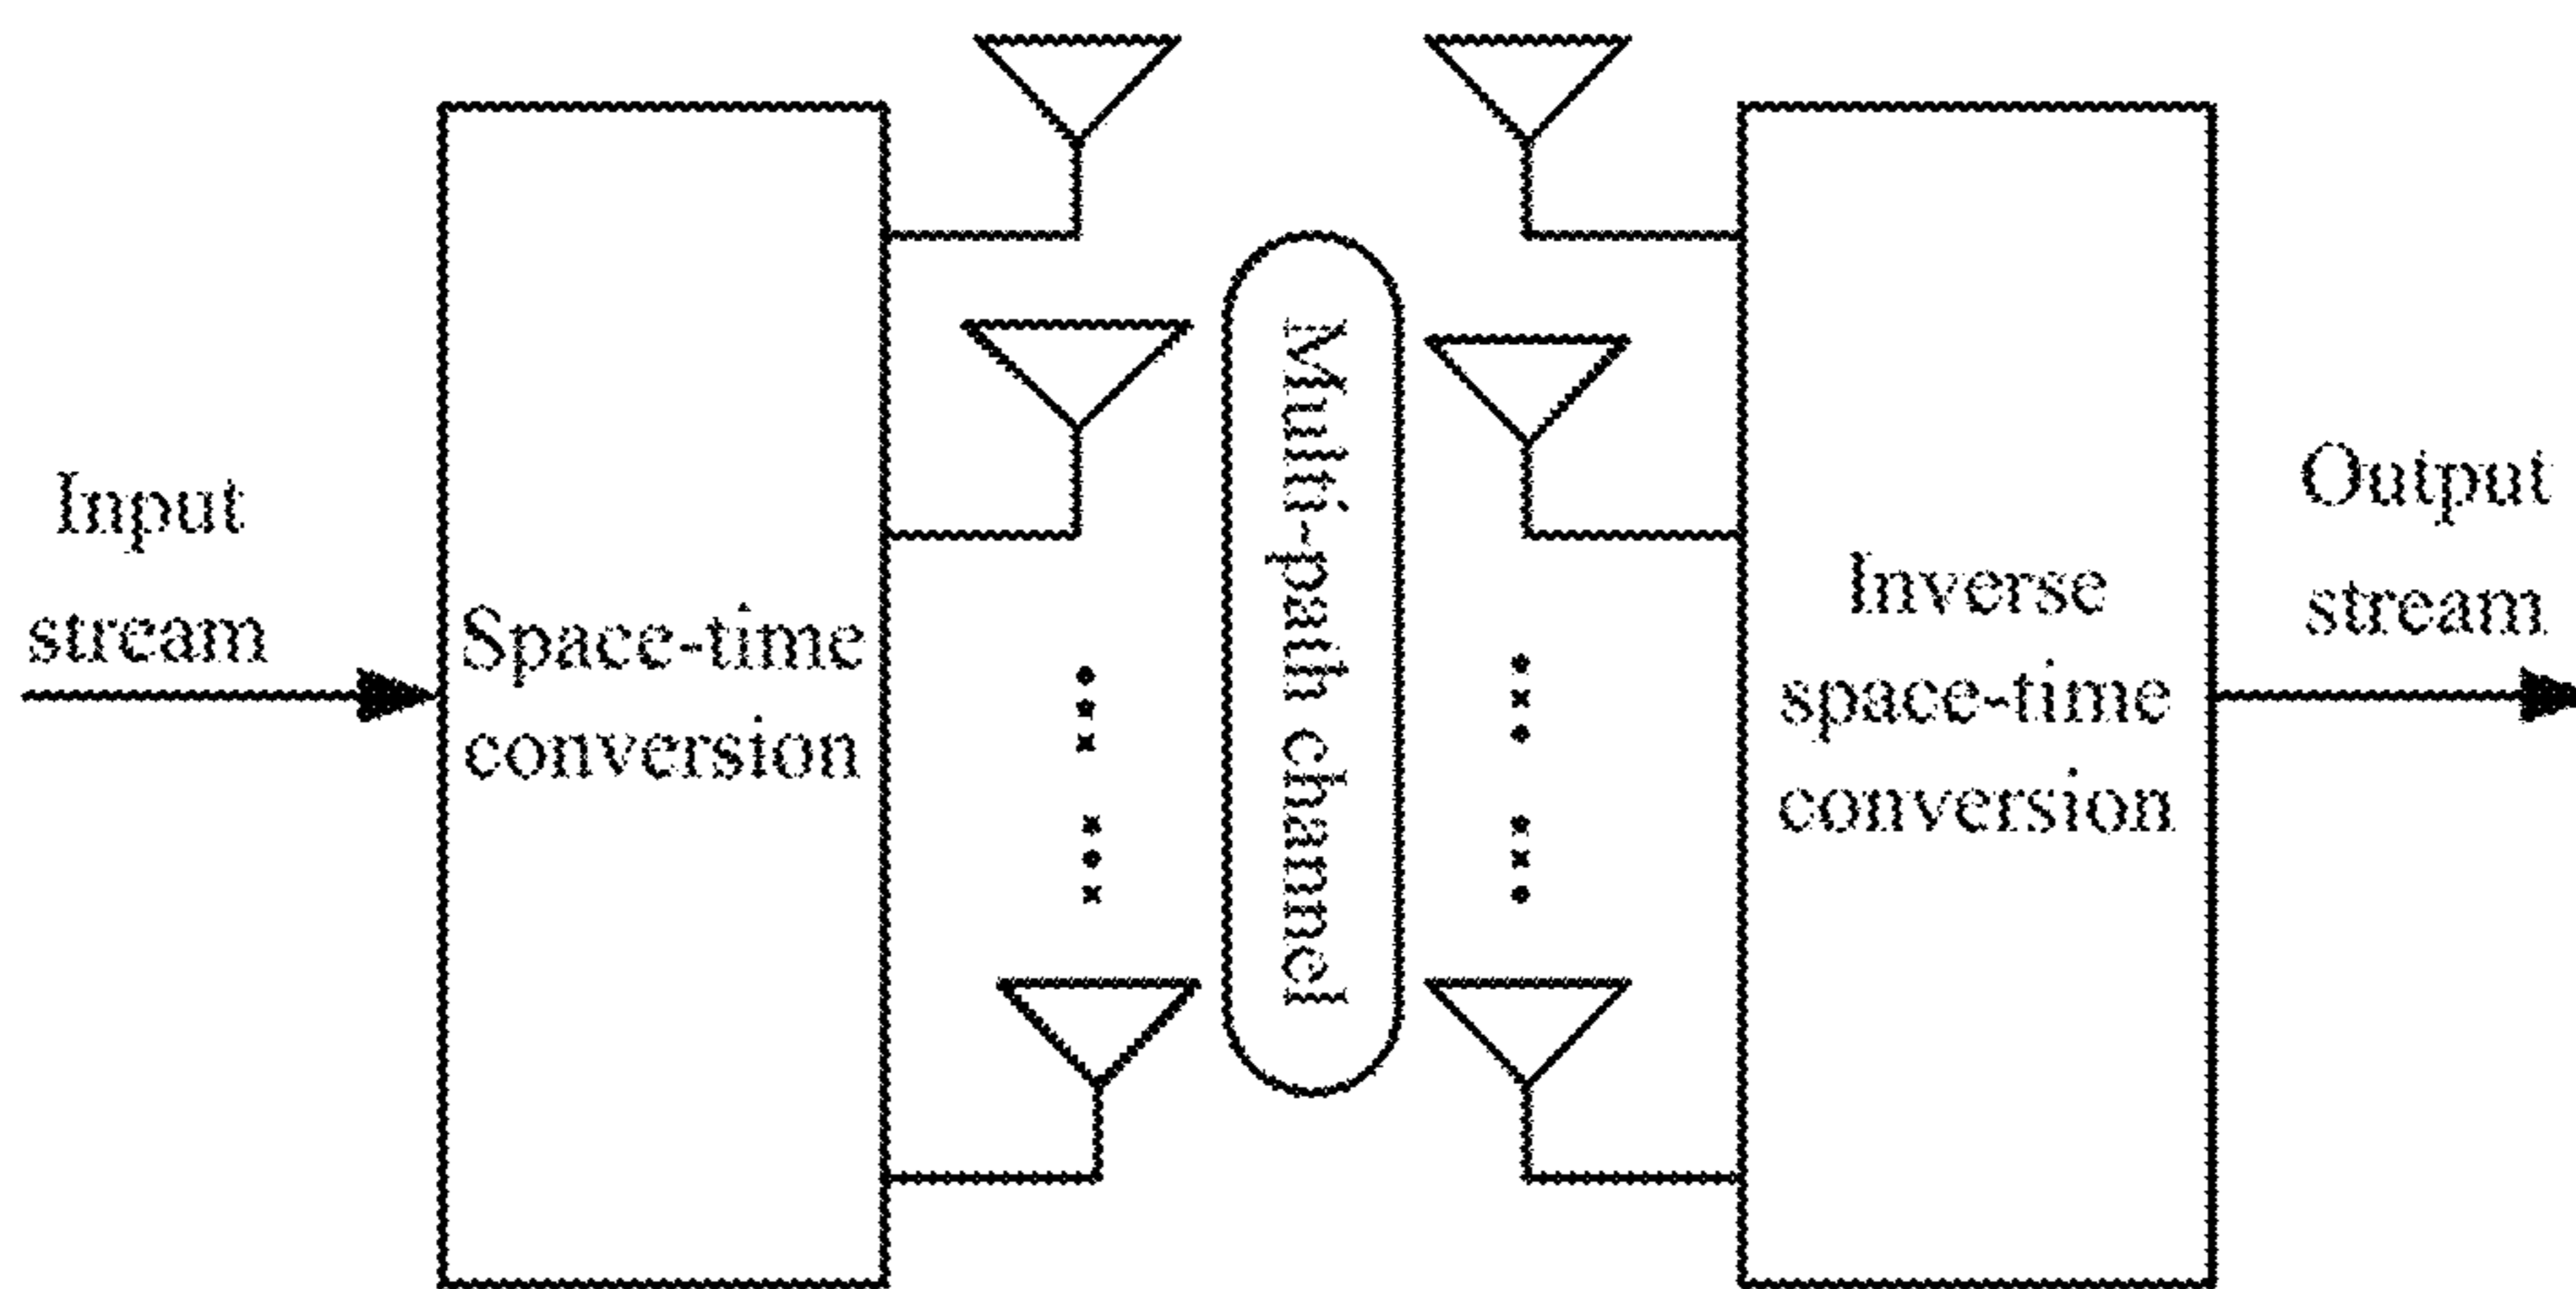 Input
stream
Space-time
conversion
Multi-path channel
Inverse
space-time
conversion
Output
stream